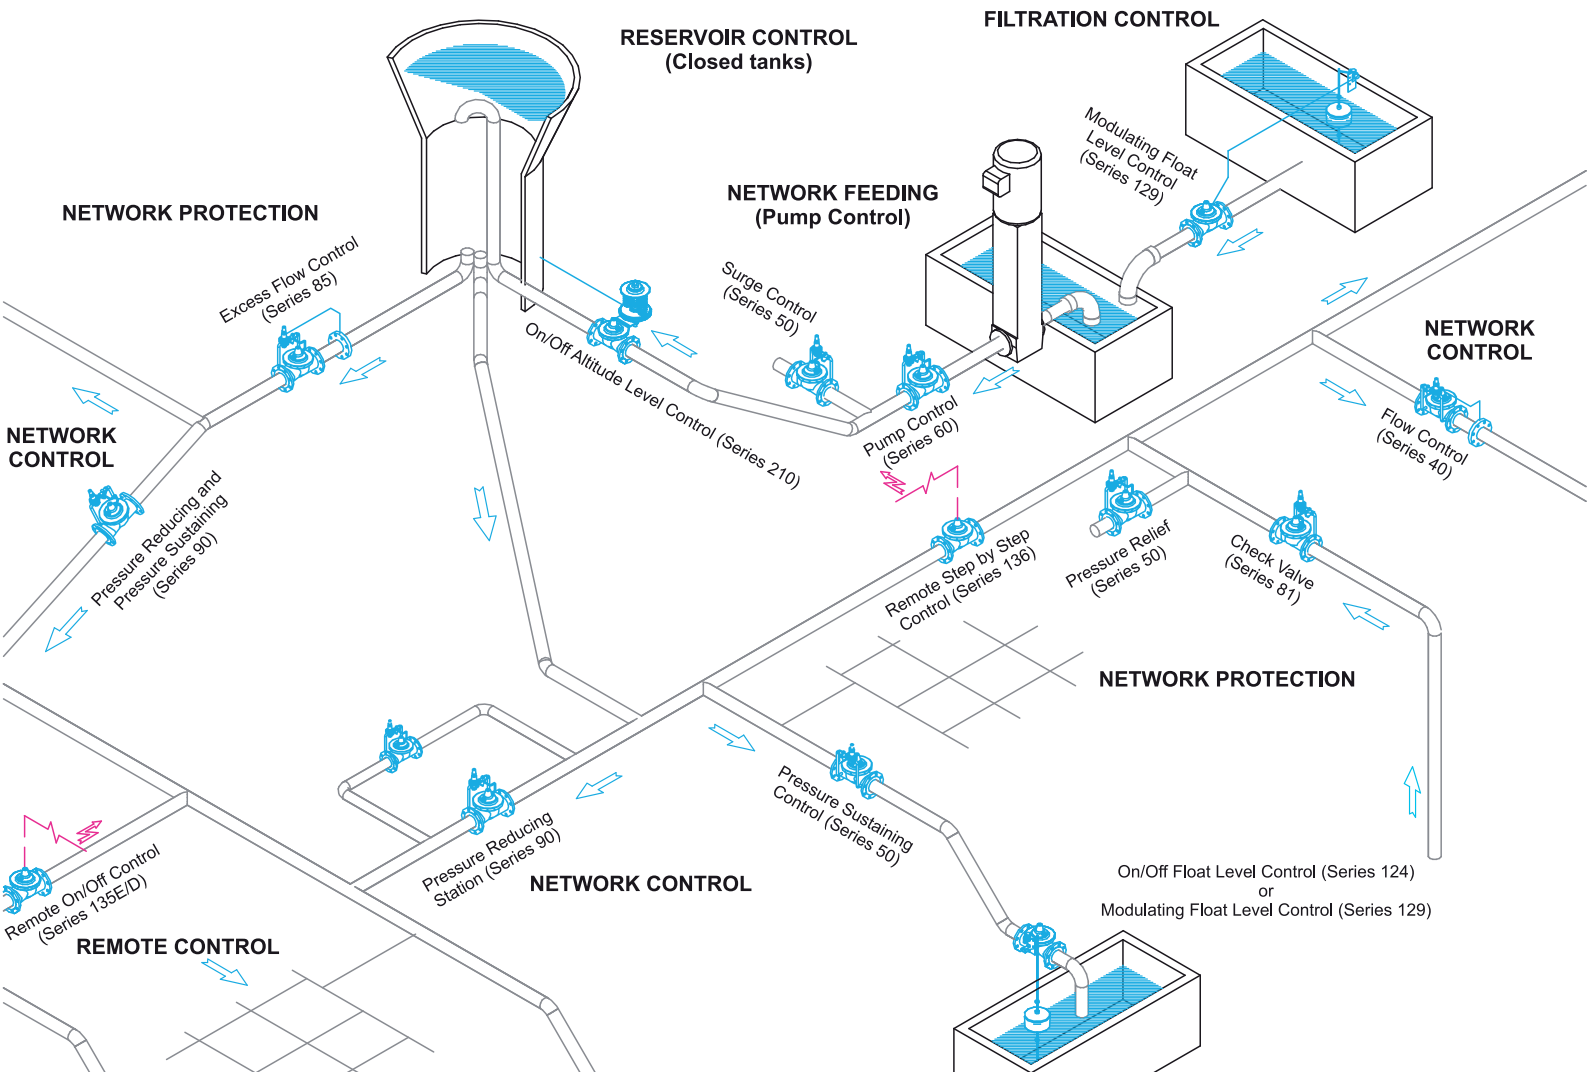 FILTRATION CONTROL
RESERVOIR CONTROL
(Closed tanks)
Modulating Float
Level Control
(Series 129)
NETWORK FEEDING
(Pump Control)
NETWORK PROTECTION
Excess Flow Control
(Series 85)
Surge Control
(Series 50)
On/Off Altitude Level Control (Series 210)
NETWORK
CONTROL
Pump Control
(Series 60)
Flow Control
(Series 40)
NETWORK
CONTROL
Pressure Reducing and
Pressure Sustaining
(Series 90)
Remote Step by Step
Control (Series 136)
Pressure Relief
(Series 50)
Check Valve
(Series 81)
NETWORK PROTECTION
Pressure Sustaining
Control (Series 50)
Pressure Reducing
Station (Series 90)
NETWORK CONTROL
On/Off Float Level Control (Series 124)
or
Modulating Float Level Control (Series 129)
Remote On/Off Control
(Series 135E/D)
REMOTE CONTROL